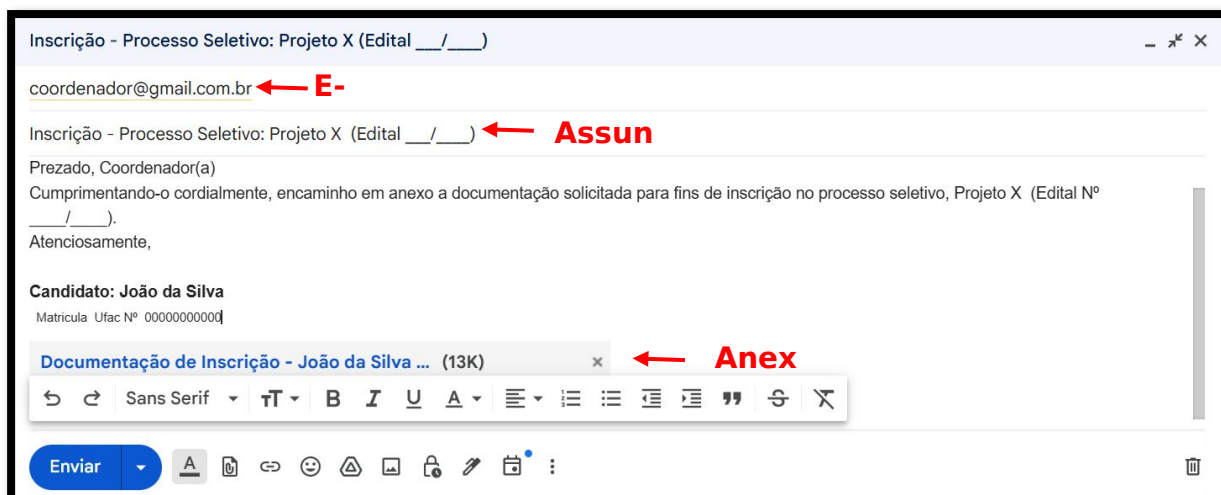 Inscrição - Processo Seletivo: Projeto X (Edital ___/____)
coordenador@gmail.com.br E-
Inscrição - Processo Seletivo: Projeto X (Edital ___/____) Assun
Prezado, Coordenador(a)
Cumprimentando-o cordialmente, encaminho em anexo a documentação solicitada para fins de inscrição no processo seletivo, Projeto X (Edital Nº
____/____).
Atenciosamente,
Candidato: João da Silva
Matricula Ufac Nº 00000000000
Documentação de Inscrição - João da Silva ... (13K) Anex
Sans Serif
Enviar